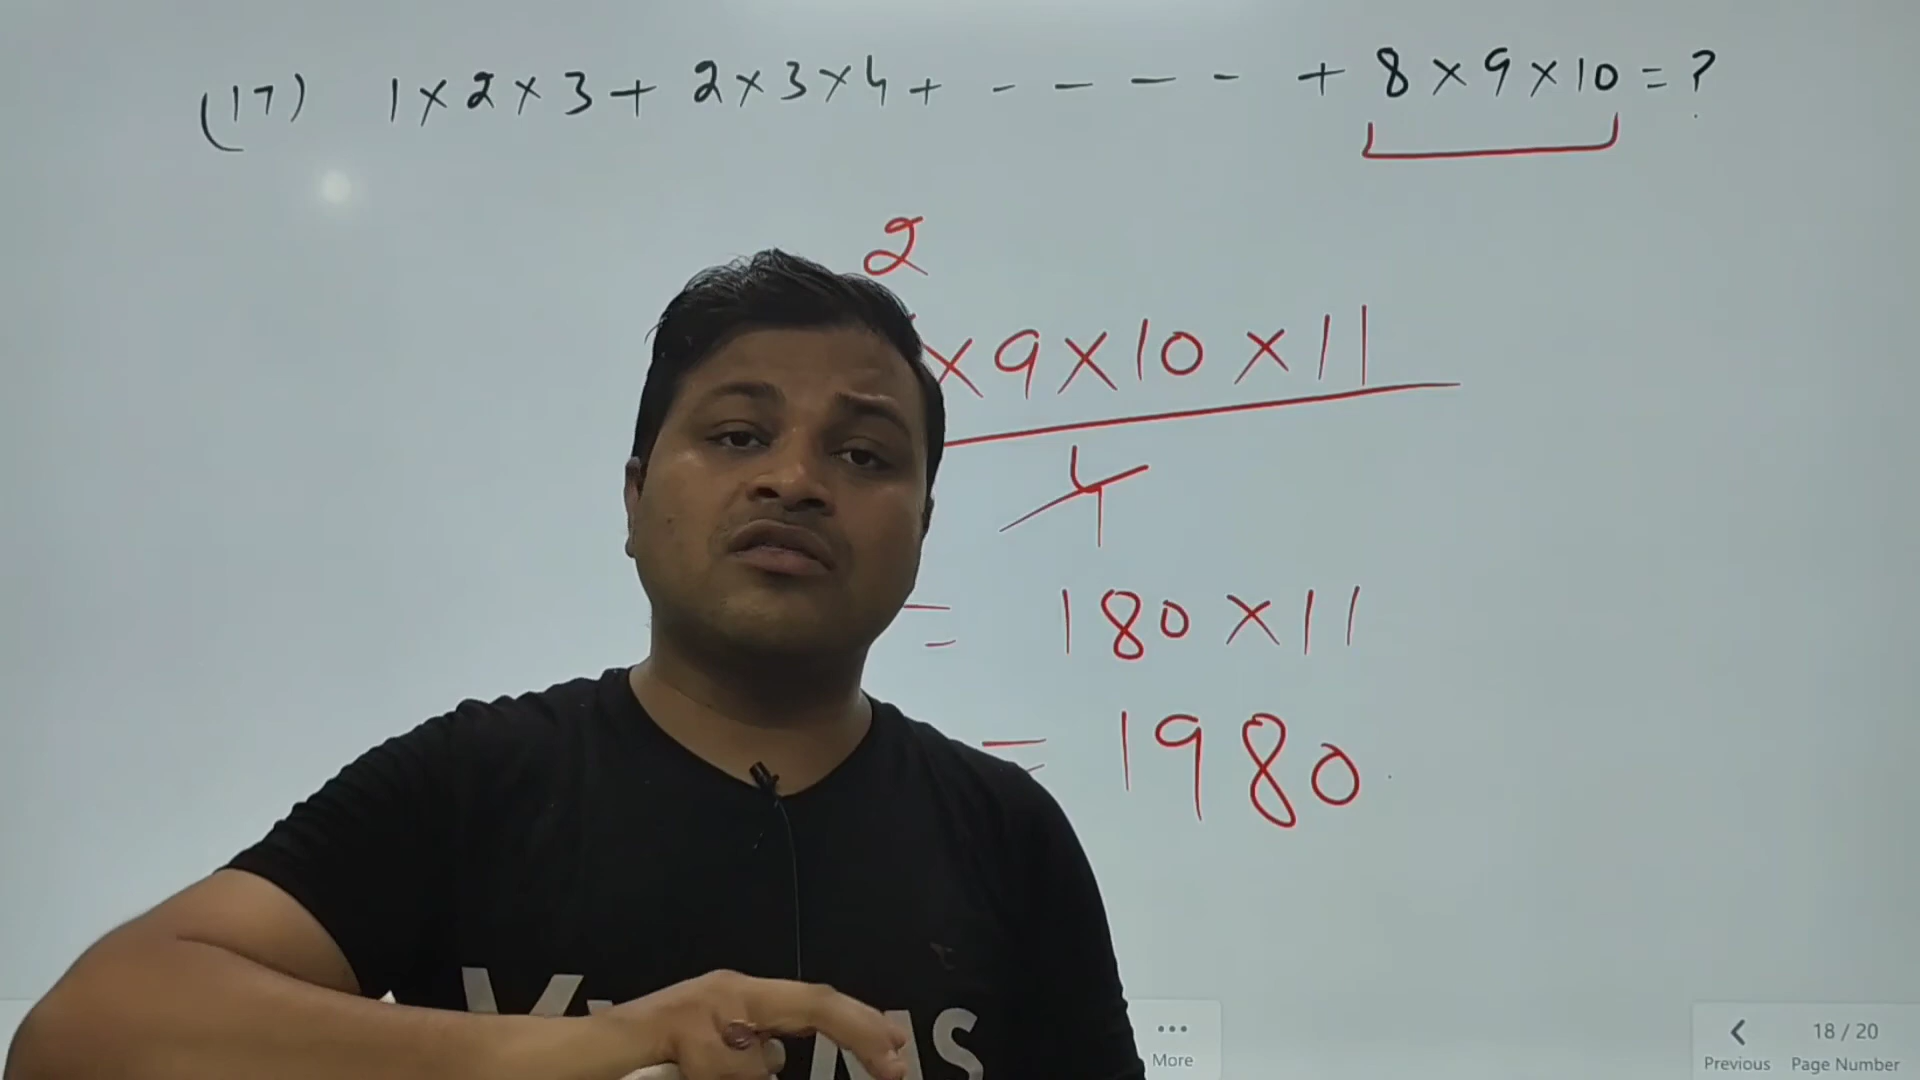 (17) 1×2×3+ 2×3×4+ - - - - + 8×9×10=?
2
×9×10×11
4
= 180×11
= 1980
MS
... More
18 / 20
Previous Page Number